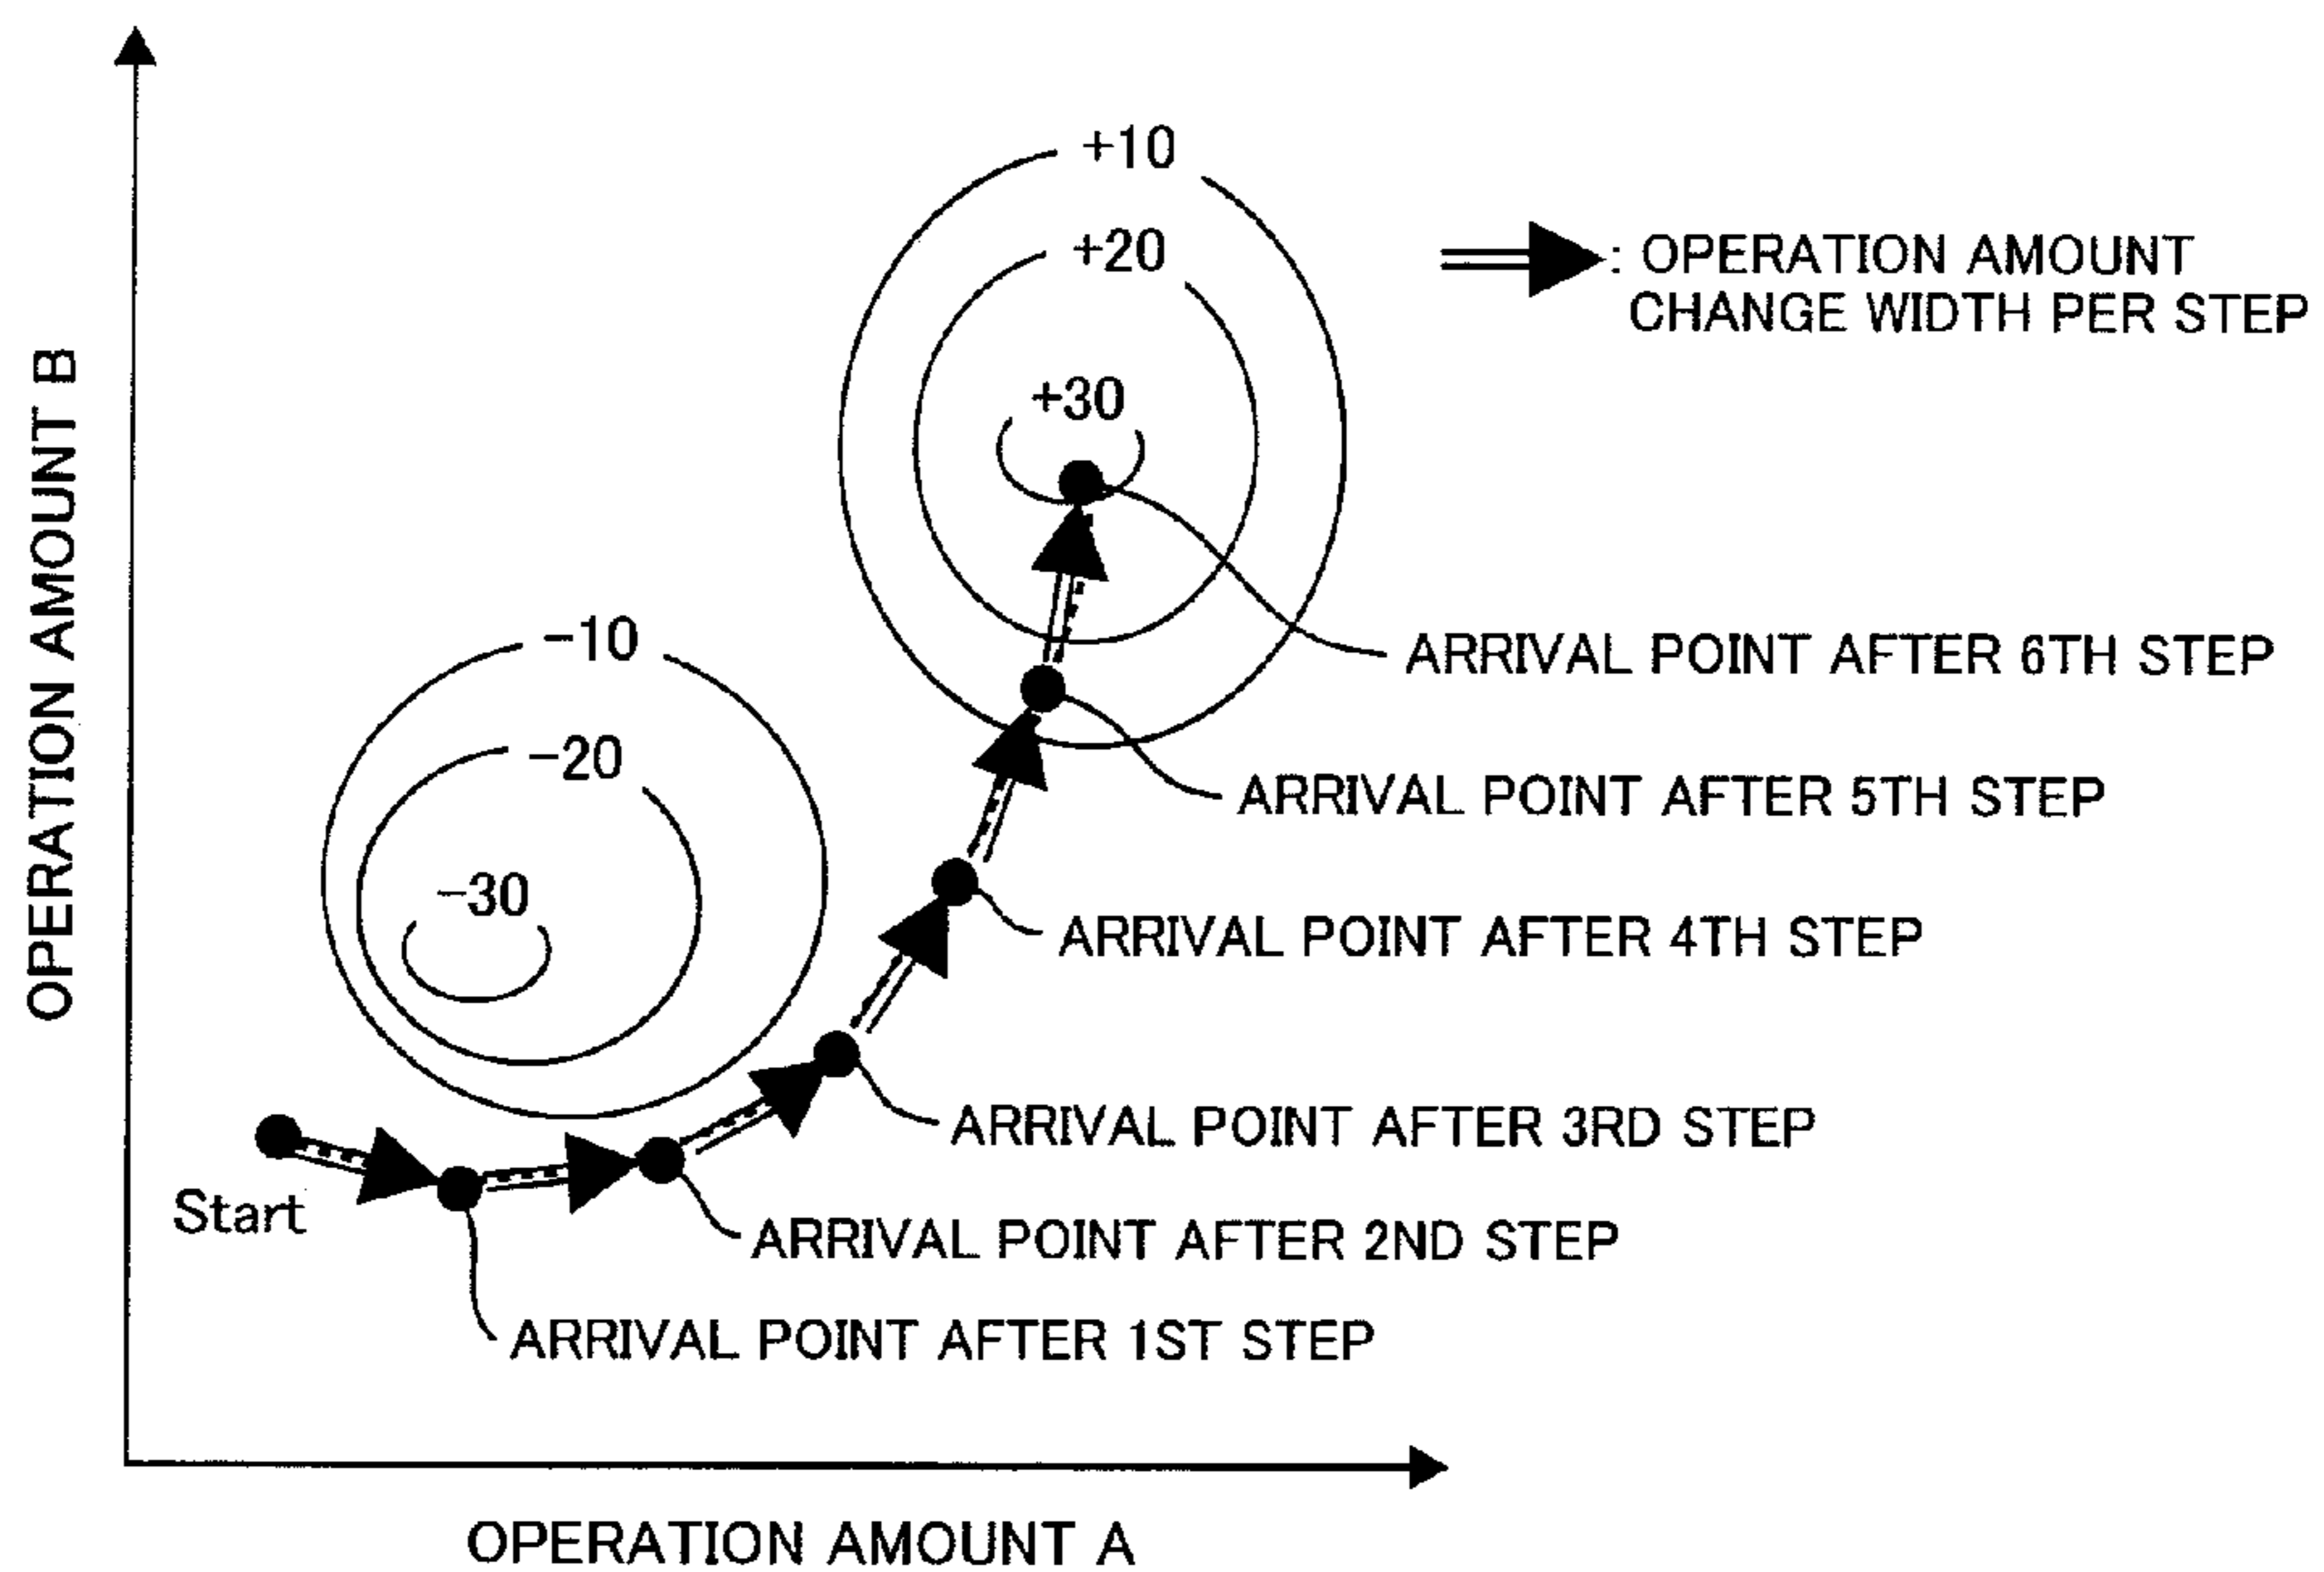 +10
+20
: OPERATION AMOUNT
CHANGE WIDTH PER STEP
+30
OPERATION AMOUNT B
-10
ARRIVAL POINT AFTER 6TH STEP
-20
ARRIVAL POINT AFTER 5TH STEP
-30
ARRIVAL POINT AFTER 4TH STEP
ARRIVAL POINT AFTER 3RD STEP
Start
ARRIVAL POINT AFTER 2ND STEP
ARRIVAL POINT AFTER 1ST STEP
OPERATION AMOUNT A